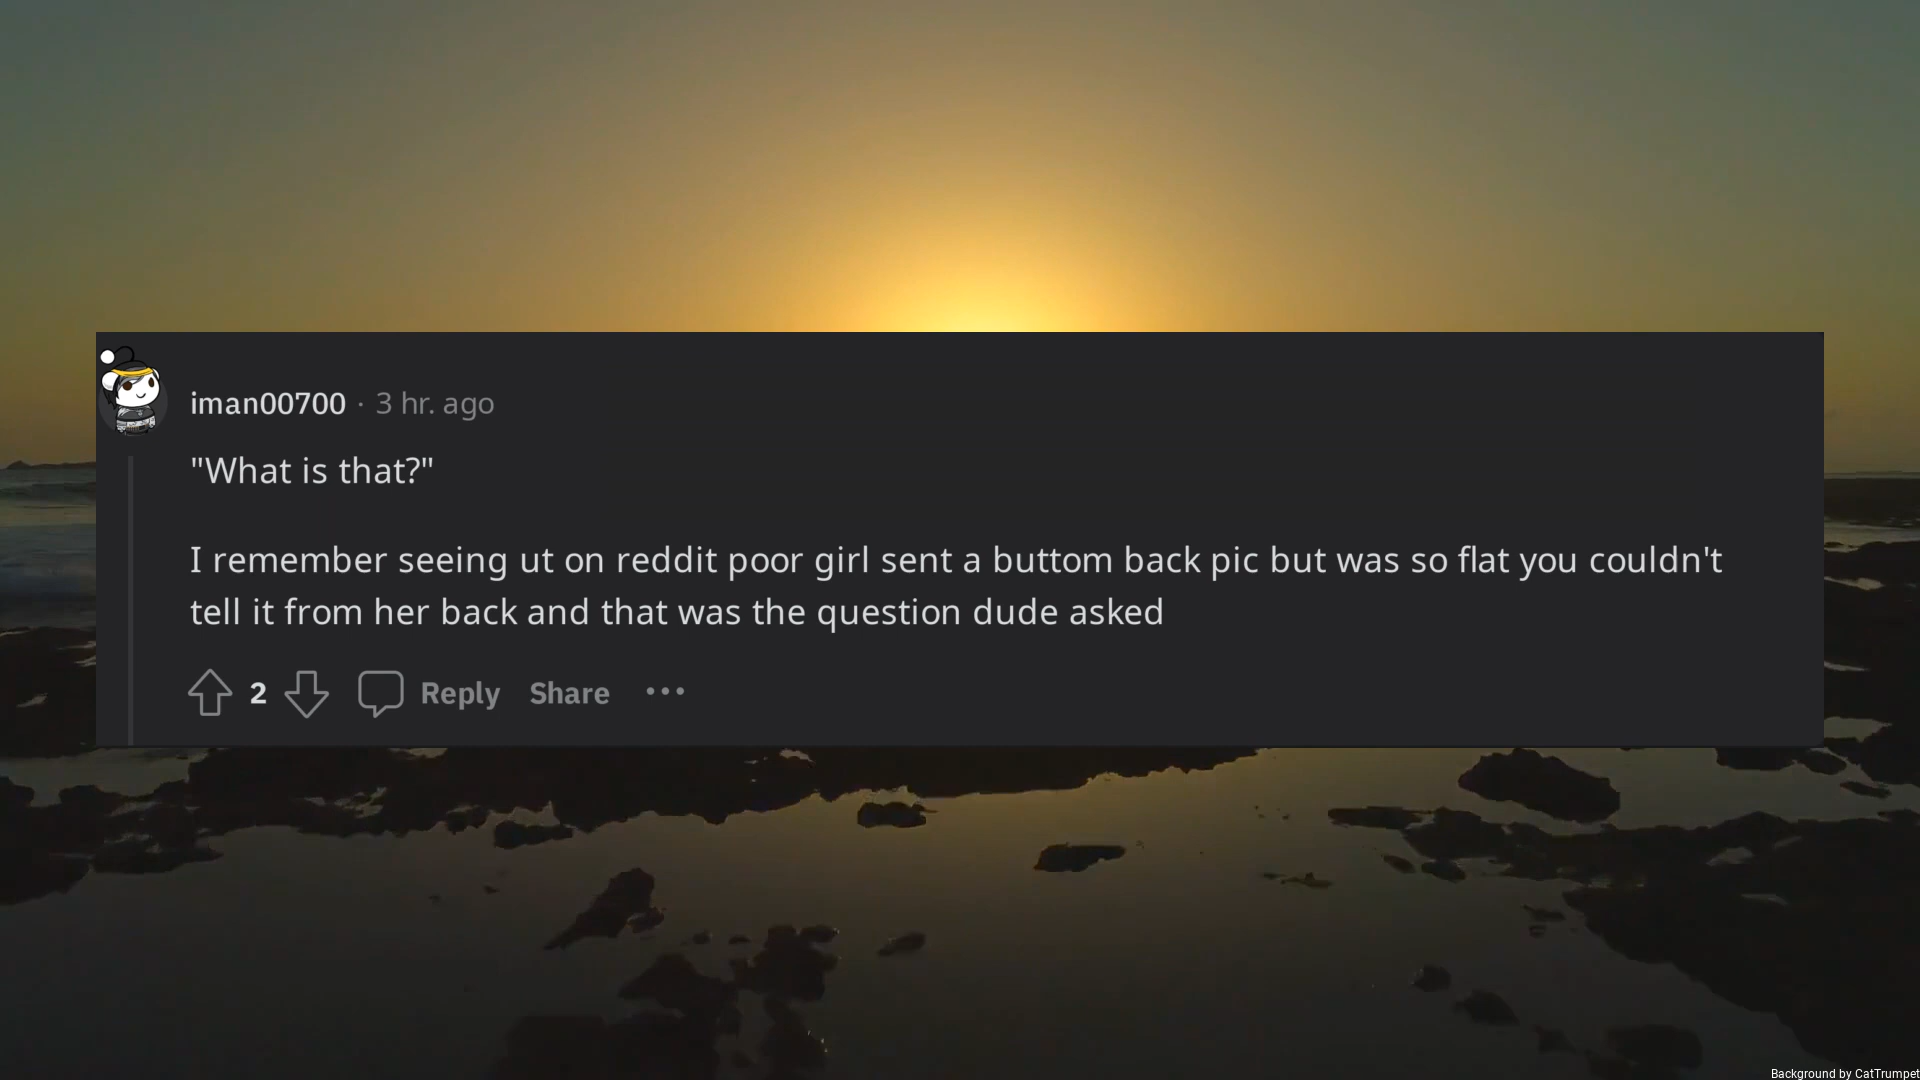 iman00700 · 3 hr. ago
"What is that?"
I remember seeing ut on reddit poor girl sent a buttom back pic but was so flat you couldn't
tell it from her back and that was the question dude asked
2 Reply Share ···
Background by CatTrumpet